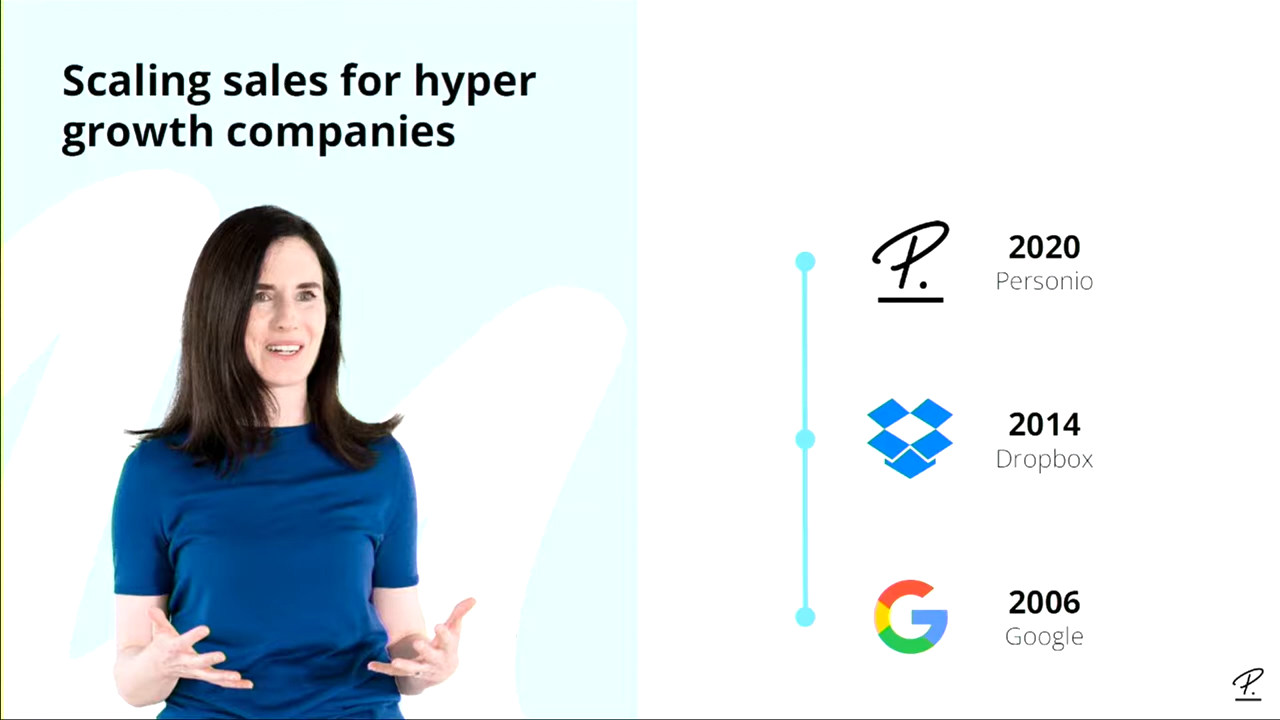 Scaling sales for hyper
growth companies
P.
2020
Personio
2014
Dropbox
G
2006
Google
P.